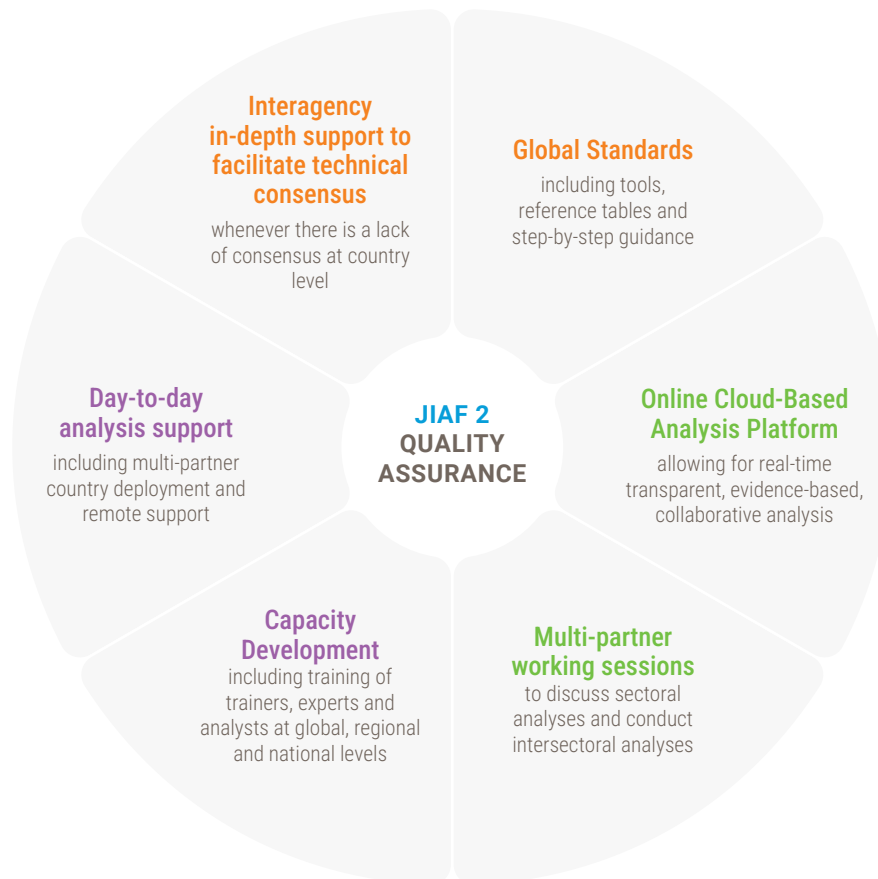 Interagency
in-depth support to
facilitate technical
consensus
whenever there is a lack
of consensus at country
level
Global Standards
including tools,
reference tables and
step-by-step guidance
Day-to-day
analysis support
including multi-partner
country deployment and
remote support
JIAF 2
QUALITY
ASSURANCE
Online Cloud-Based
Analysis Platform
allowing for real-time
transparent, evidence-based,
collaborative analysis
Capacity
Development
including training of
trainers, experts and
analysts at global, regional
and national levels
Multi-partner
working sessions
to discuss sectoral
analyses and conduct
intersectoral analyses